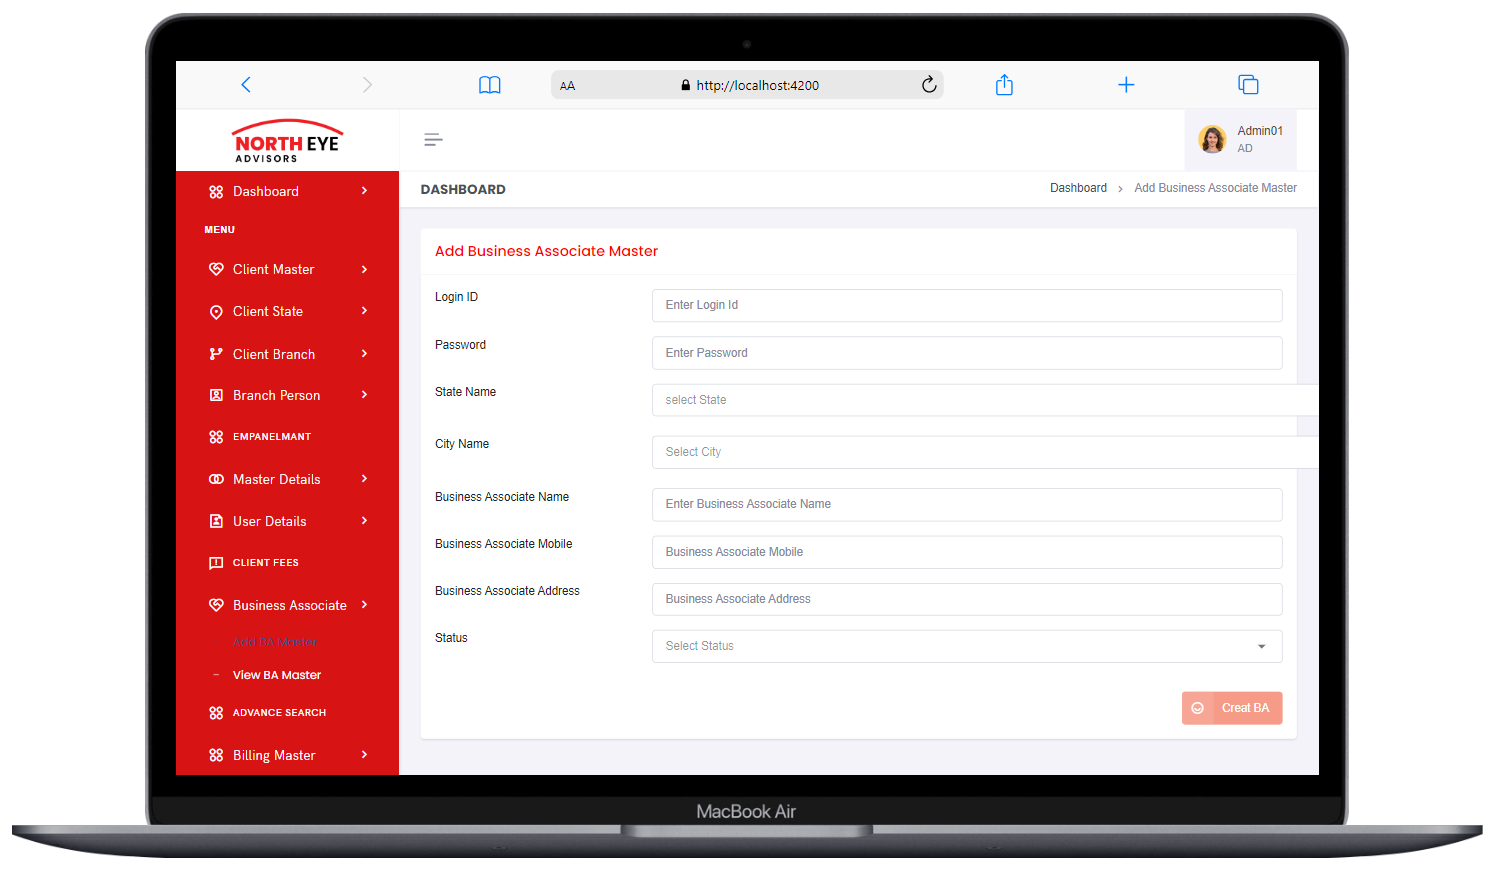 AA http://localhost:4200
NORTH EYE
ADVISORS
Admin01
AD
Dashboard
MENU
Client Master
Client State
Client Branch
Branch Person
EMPANELMANT
Master Details
User Details
CLIENT FEES
Business Associate
Add BA Master
View BA Master
ADVANCE SEARCH
Billing Master
DASHBOARD
Dashboard > Add Business Associate Master
Add Business Associate Master
Login ID Enter Login Id
Password Enter Password
State Name select State
City Name Select City
Business Associate Name Enter Business Associate Name
Business Associate Mobile Business Associate Mobile
Business Associate Address Business Associate Address
Status Select Status
Creat BA
MacBook Air